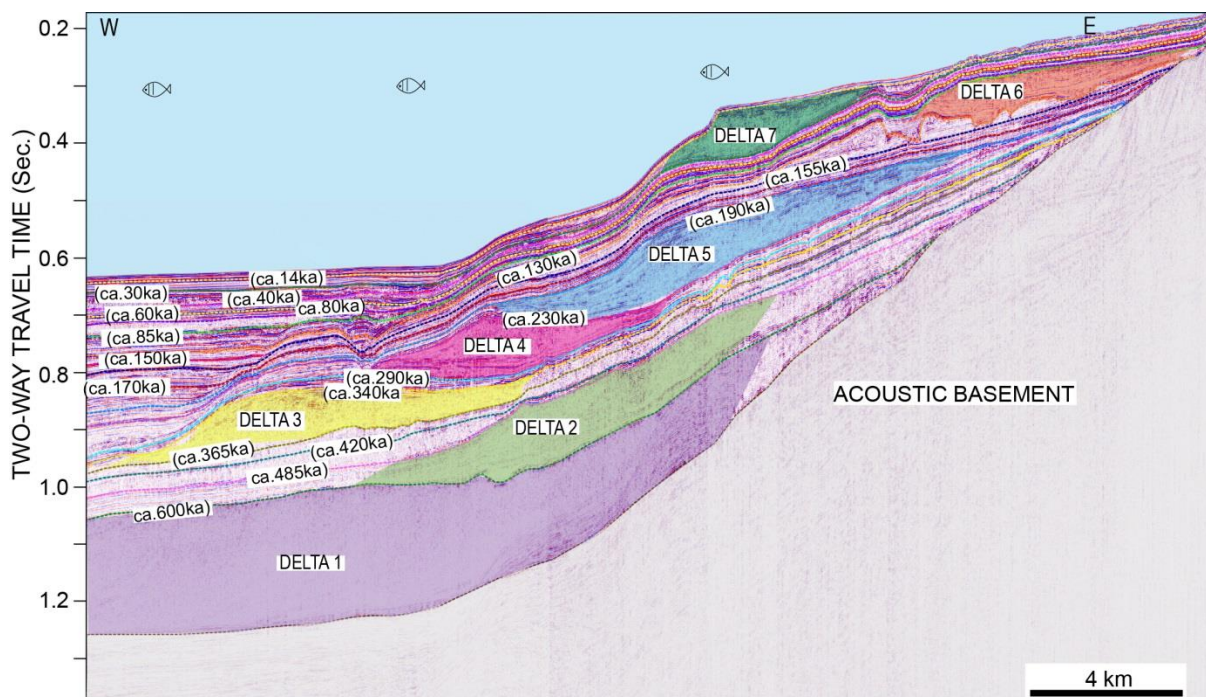 W
E
TWO-WAY TRAVEL TIME (Sec.)
0.2
0.4
0.6
0.8
1.0
1.2
DELTA 6
DELTA 7
(ca.155ka)
(ca.190ka)
DELTA 5
(ca.130ka)
(ca.14ka)
(ca.30ka)
(ca.40ka)
(ca.80ka)
(ca.60ka)
(ca.230ka)
(ca.85ka)
DELTA 4
(ca.150ka)
(ca.170ka)
(ca.290ka)
(ca.340ka)
ACOUSTIC BASEMENT
DELTA 3
DELTA 2
(ca.420ka)
(ca.365ka)
ca.485ka)
ca.600ka)
DELTA 1
4 km